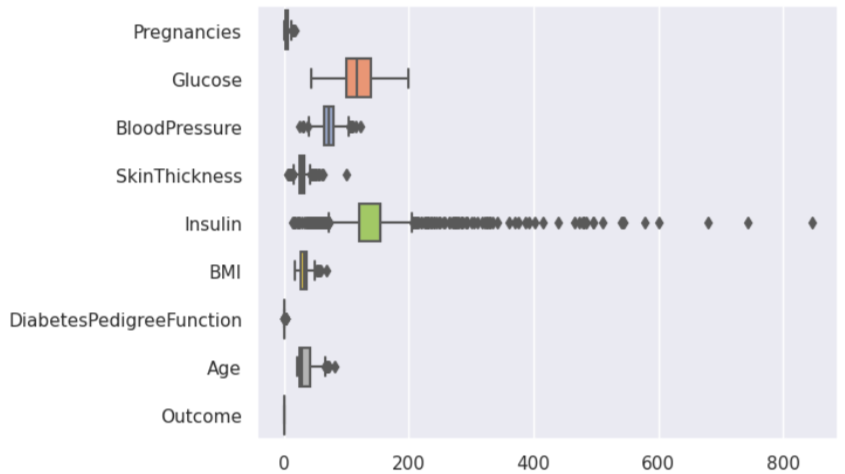 Pregnancies
Glucose
BloodPressure
SkinThickness
Insulin
BMI
DiabetesPedigreeFunction
Age
Outcome
0 200 400 600 800